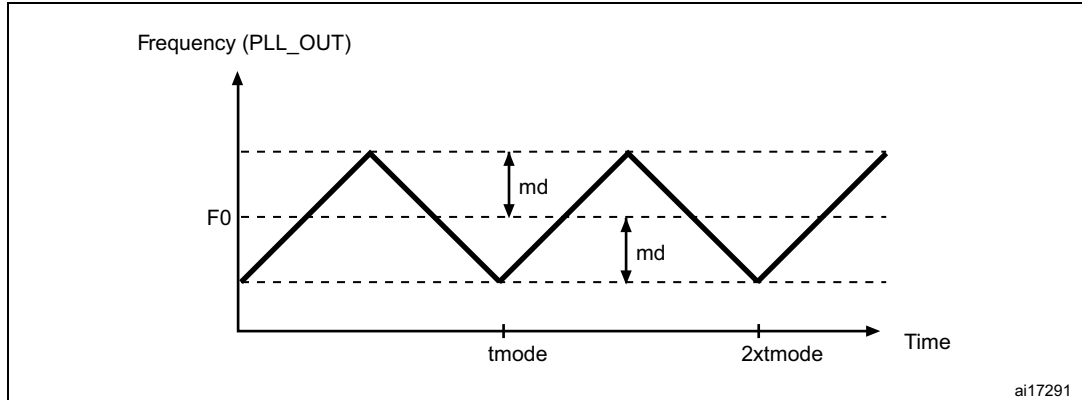 Frequency (PLL_OUT)
md
F0
md
tmode
2xtmode
Time
ai17291